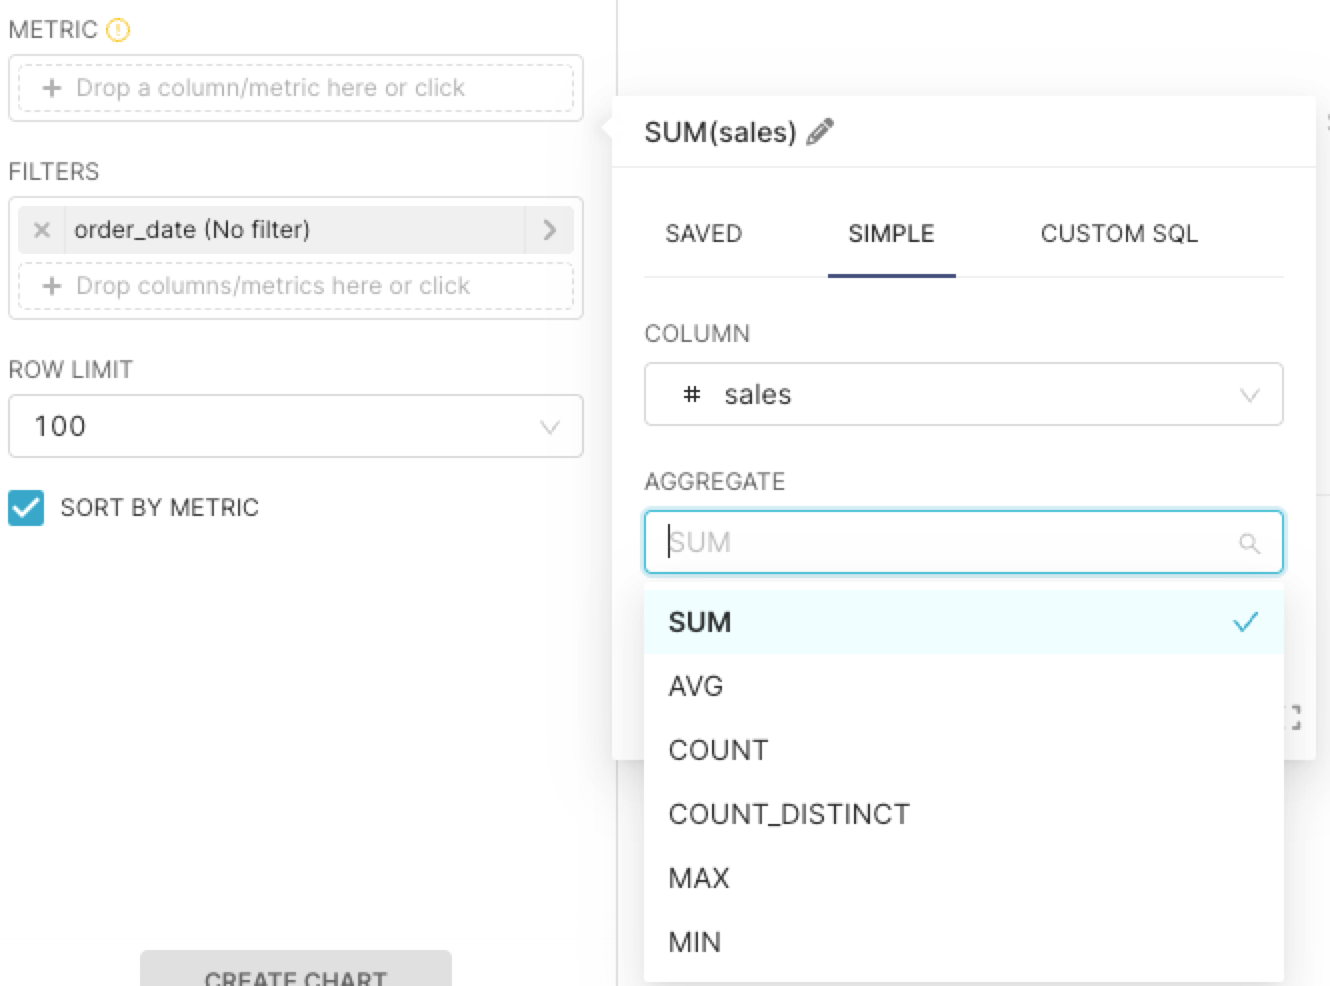 METRIC
+ Drop a column/metric here or click
FILTERS
order_date (No filter)
+ Drop columns/metrics here or click
ROW LIMIT
100
SORT BY METRIC
CREATE CHART
SUM(sales)
SAVED
SIMPLE
CUSTOM SQL
COLUMN
# sales
AGGREGATE
SUM
SUM
AVG
COUNT
COUNT_DISTINCT
MAX
MIN